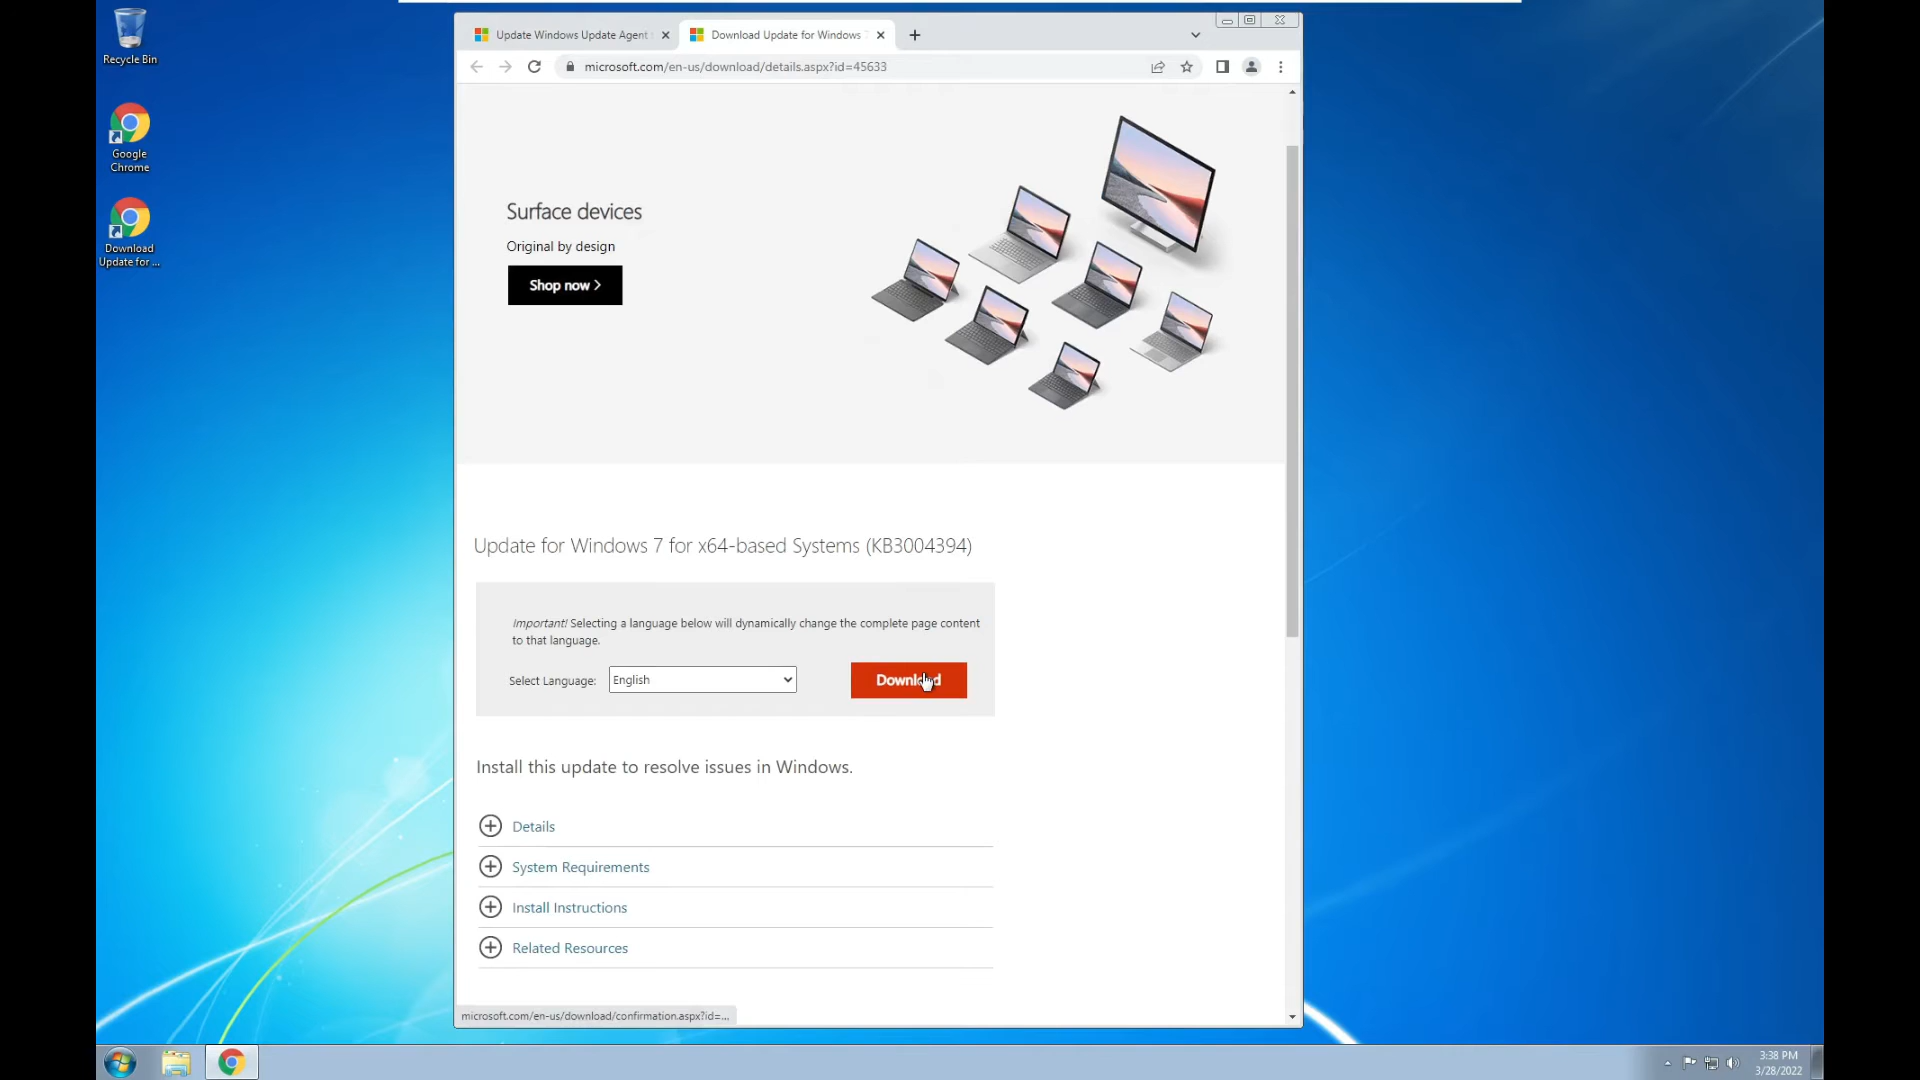 Recycle Bin
Google
Chrome
Download
Update for ...
Update Windows Update Agent
Download Update for Windows
microsoft.com/en-us/download/details.aspx?id=45633
Surface devices
Original by design
Shop now
Update for Windows 7 for x64-based Systems (KB3004394)
Important! Selecting a language below will dynamically change the complete page content
to that language.
Select Language:
English
Download
Install this update to resolve issues in Windows.
Details
System Requirements
Install Instructions
Related Resources
microsoft.com/en-us/download/confirmation.aspx?id=...
3:38 PM
3/28/2022